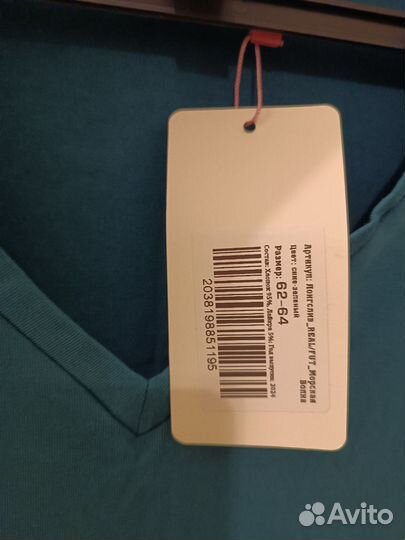 Артикул: Лонгслив_REAL/FUT_Морская
Волна
Цвет: сине-зеленый
Размер: 62-64
Состав: Хлопок 95%, Лайкра 5%; Год выпуска: 2024
2038198851195
Avito